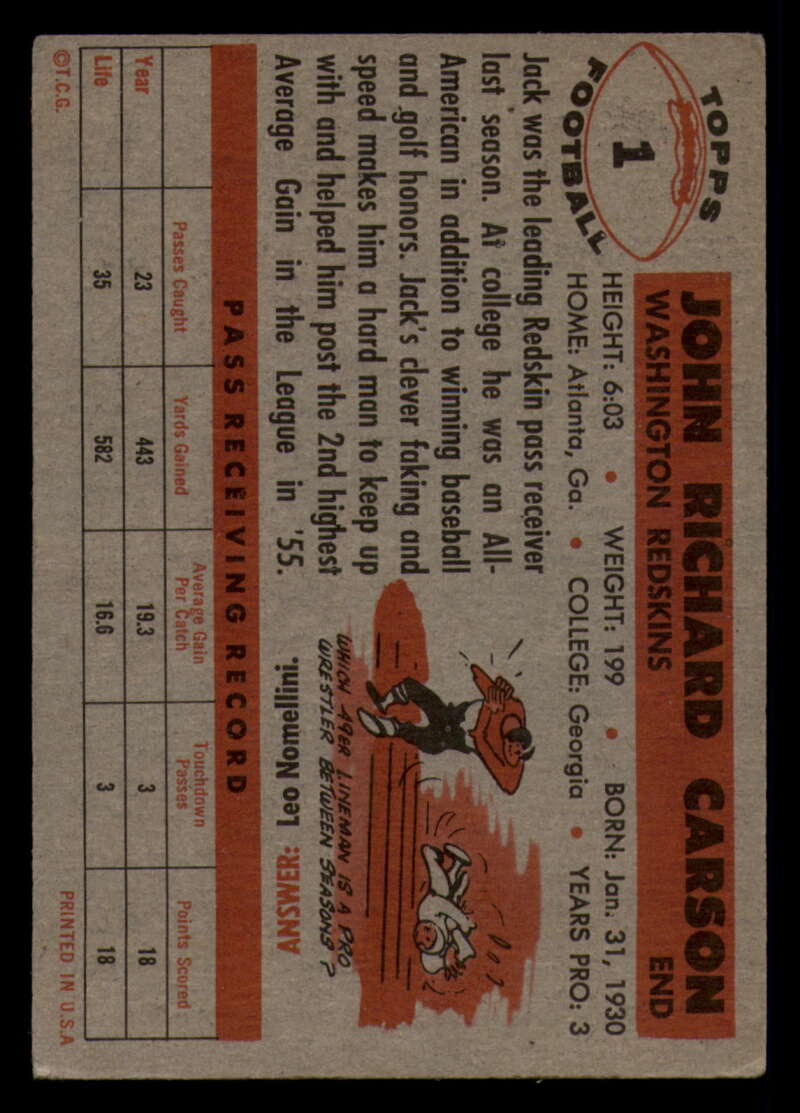 TOPPS
1
FOOTBALL
JOHN RICHARD CARSON
WASHINGTON REDSKINS END
HEIGHT: 6:03 • WEIGHT: 199 • BORN: Jan. 31, 1930
HOME: Atlanta, Ga. • COLLEGE: Georgia • YEARS PRO: 3
Jack was the leading Redskin pass receiver
last season. At college he was an All-
American in addition to winning baseball
and golf honors. Jack's clever faking and
speed makes him a hard man to keep up
with and helped him post the 2nd highest
Average Gain in the League in '55.
WHICH 49ER LINEMAN IS A PRO
WRESTLER BETWEEN SEASONS?
ANSWER: Leo Nomellini.
PASS RECEIVING RECORD
Passes Caught Yards Gained Average Gain Per Catch Touchdown Passes Points Scored
Year 23 443 19.3 3 18
Life 35 582 16.6 3 18
©T.C.G. PRINTED IN U.S.A